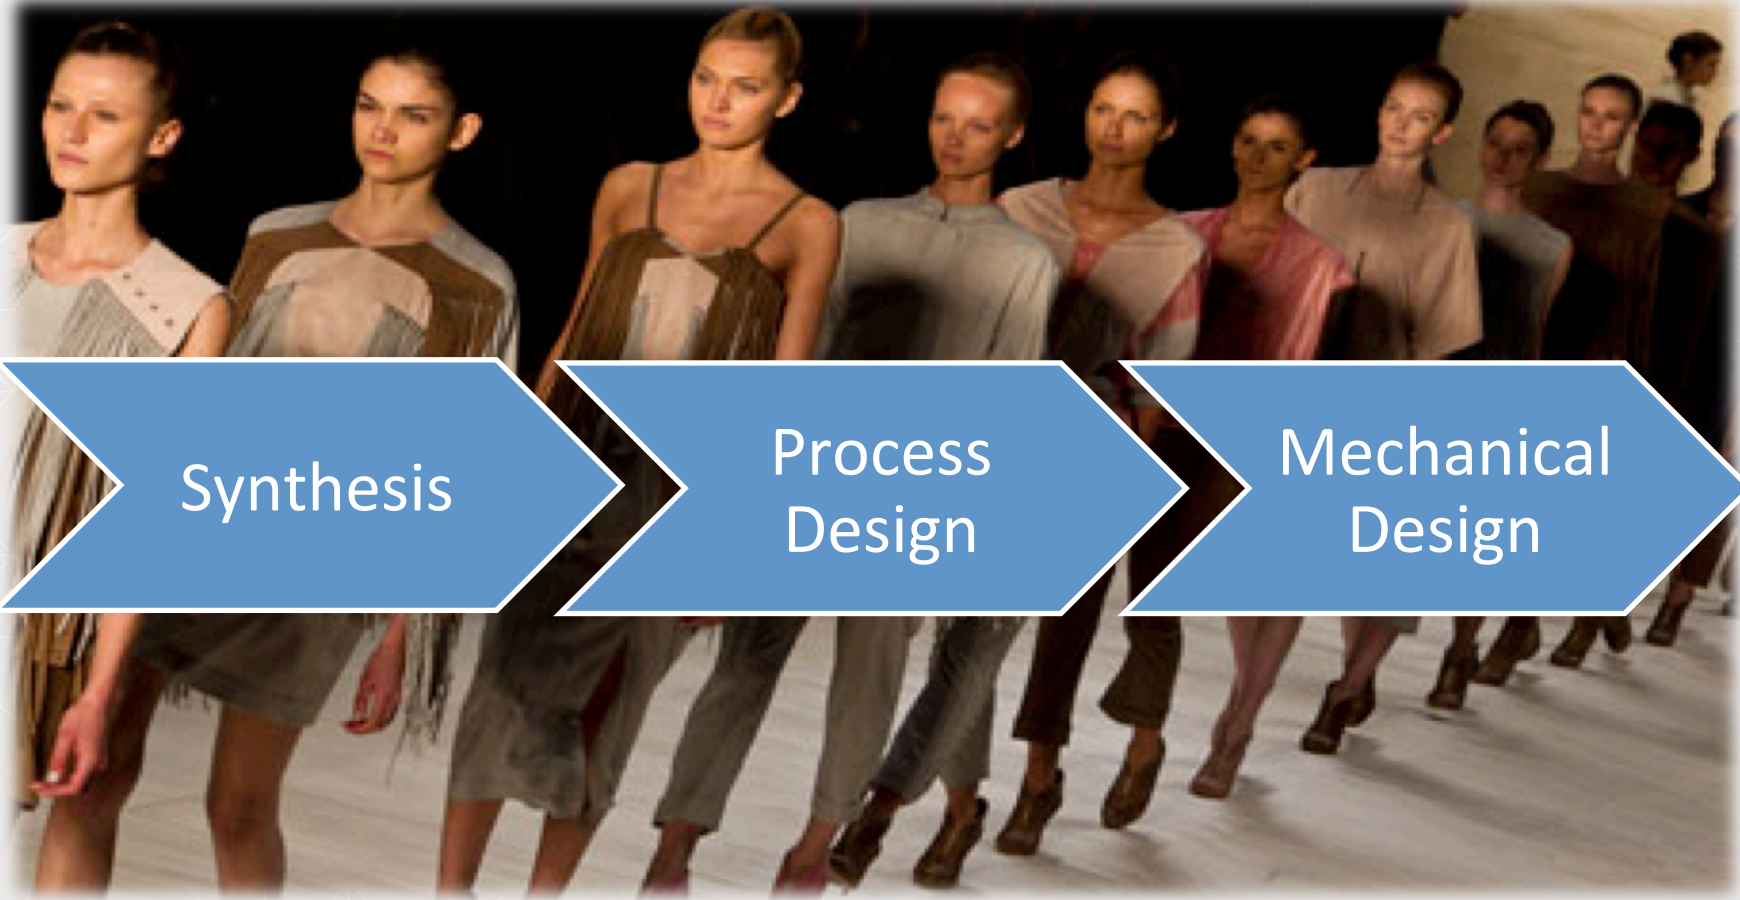 Synthesis
Process
Design
Mechanical
Design